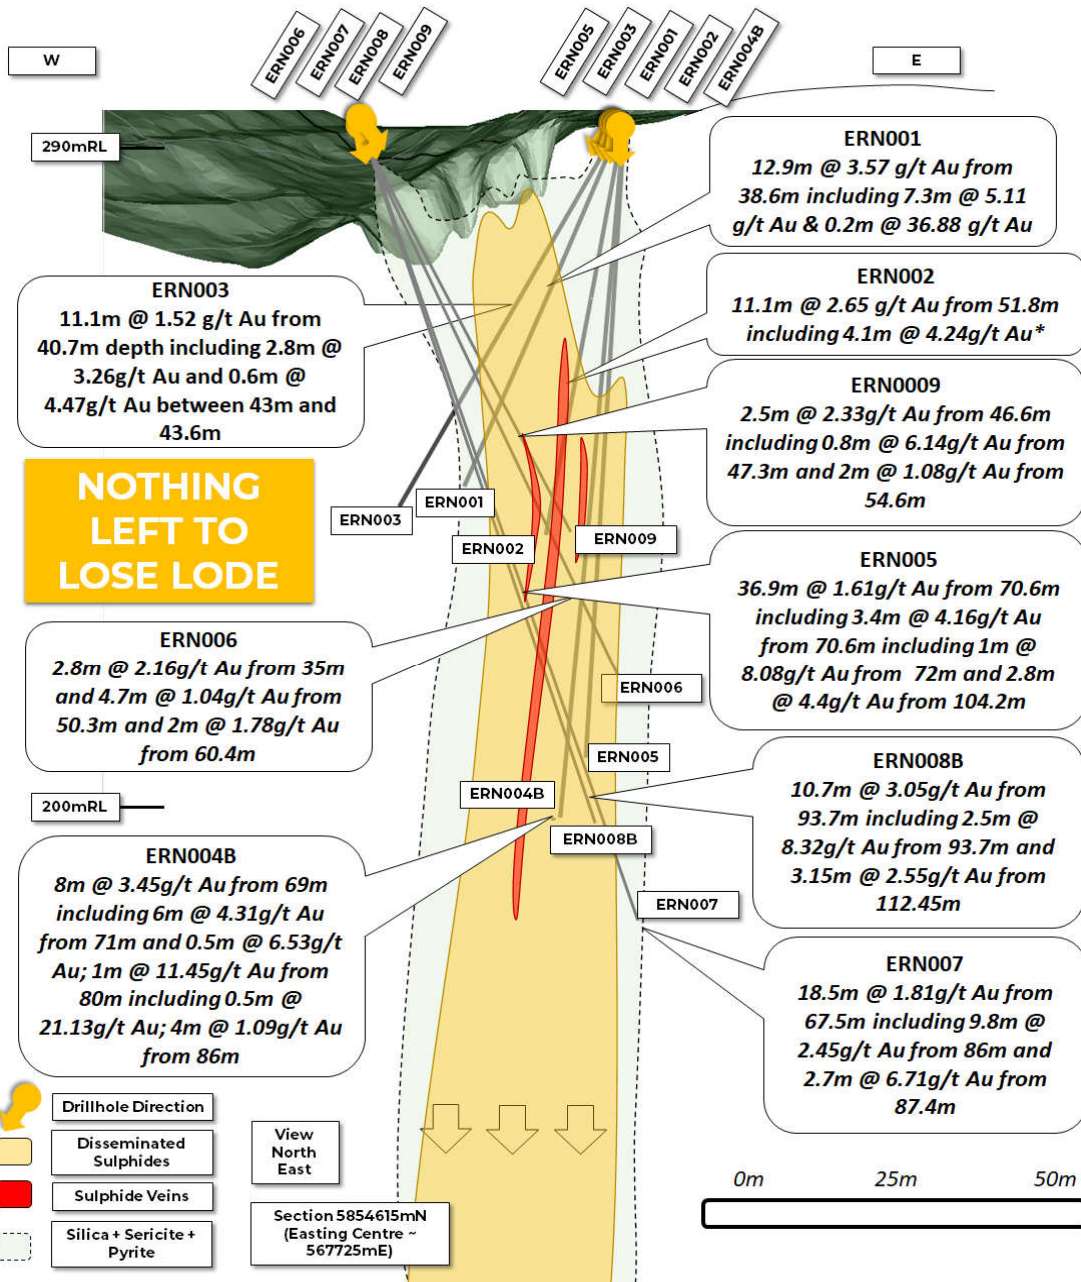 ERN006
ERN007
ERN008
ERN009
ERN005
ERN003
ERN001
ERN002
ERN004B
W
E
290mRL
ERN001
12.9m @ 3.57 g/t Au from
38.6m including 7.3m @ 5.11
g/t Au & 0.2m @ 36.88 g/t Au
ERN002
11.1m @ 2.65 g/t Au from 51.8m
including 4.1m @ 4.24g/t Au*
ERN003
11.1m @ 1.52 g/t Au from
40.7m depth including 2.8m @
3.26g/t Au and 0.6m @
4.47g/t Au between 43m and
43.6m
ERN0009
2.5m @ 2.33g/t Au from 46.6m
including 0.8m @ 6.14g/t Au from
47.3m and 2m @ 1.08g/t Au from
54.6m
NOTHING
LEFT TO
LOSE LODE
ERN003
ERN001
ERN002
ERN009
ERN005
36.9m @ 1.61g/t Au from 70.6m
including 3.4m @ 4.16g/t Au
from 70.6m including 1m @
8.08g/t Au from 72m and 2.8m
@ 4.4g/t Au from 104.2m
ERN006
2.8m @ 2.16g/t Au from 35m
and 4.7m @ 1.04g/t Au from
50.3m and 2m @ 1.78g/t Au
from 60.4m
ERN006
ERN005
ERN004B
ERN008B
ERN007
200mRL
ERN008B
10.7m @ 3.05g/t Au from
93.7m including 2.5m @
8.32g/t Au from 93.7m and
3.15m @ 2.55g/t Au from
112.45m
ERN004B
8m @ 3.45g/t Au from 69m
including 6m @ 4.31g/t Au
from 71m and 0.5m @ 6.53g/t
Au; 1m @ 11.45g/t Au from
80m including 0.5m @
21.13g/t Au; 4m @ 1.09g/t Au
from 86m
ERN007
18.5m @ 1.81g/t Au from
67.5m including 9.8m @
2.45g/t Au from 86m and
2.7m @ 6.71g/t Au from
87.4m
Drillhole Direction
Disseminated
Sulphides
Sulphide Veins
Silica + Sericite +
Pyrite
View
North
East
Section 5854615mN
(Easting Centre ~
567725mE)
0m 25m 50m